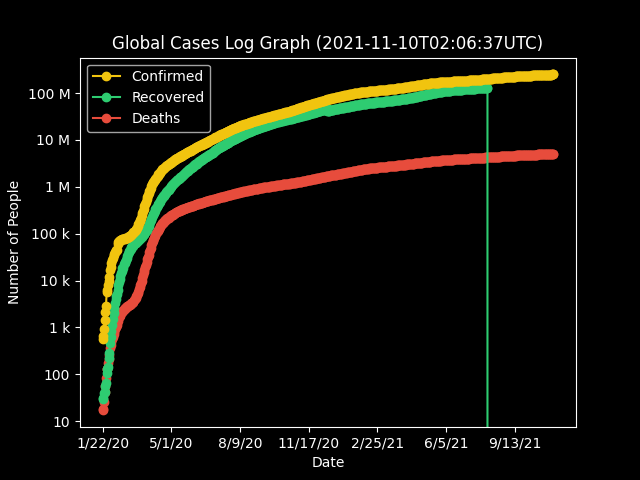 Global Cases Log Graph (2021-11-10T02:06:37UTC)
Confirmed
Recovered
Deaths
Number of People
100 M
10 M
1 M
100 k
10 k
1 k
100
10
1/22/20 5/1/20 8/9/20 11/17/20 2/25/21 6/5/21 9/13/21
Date